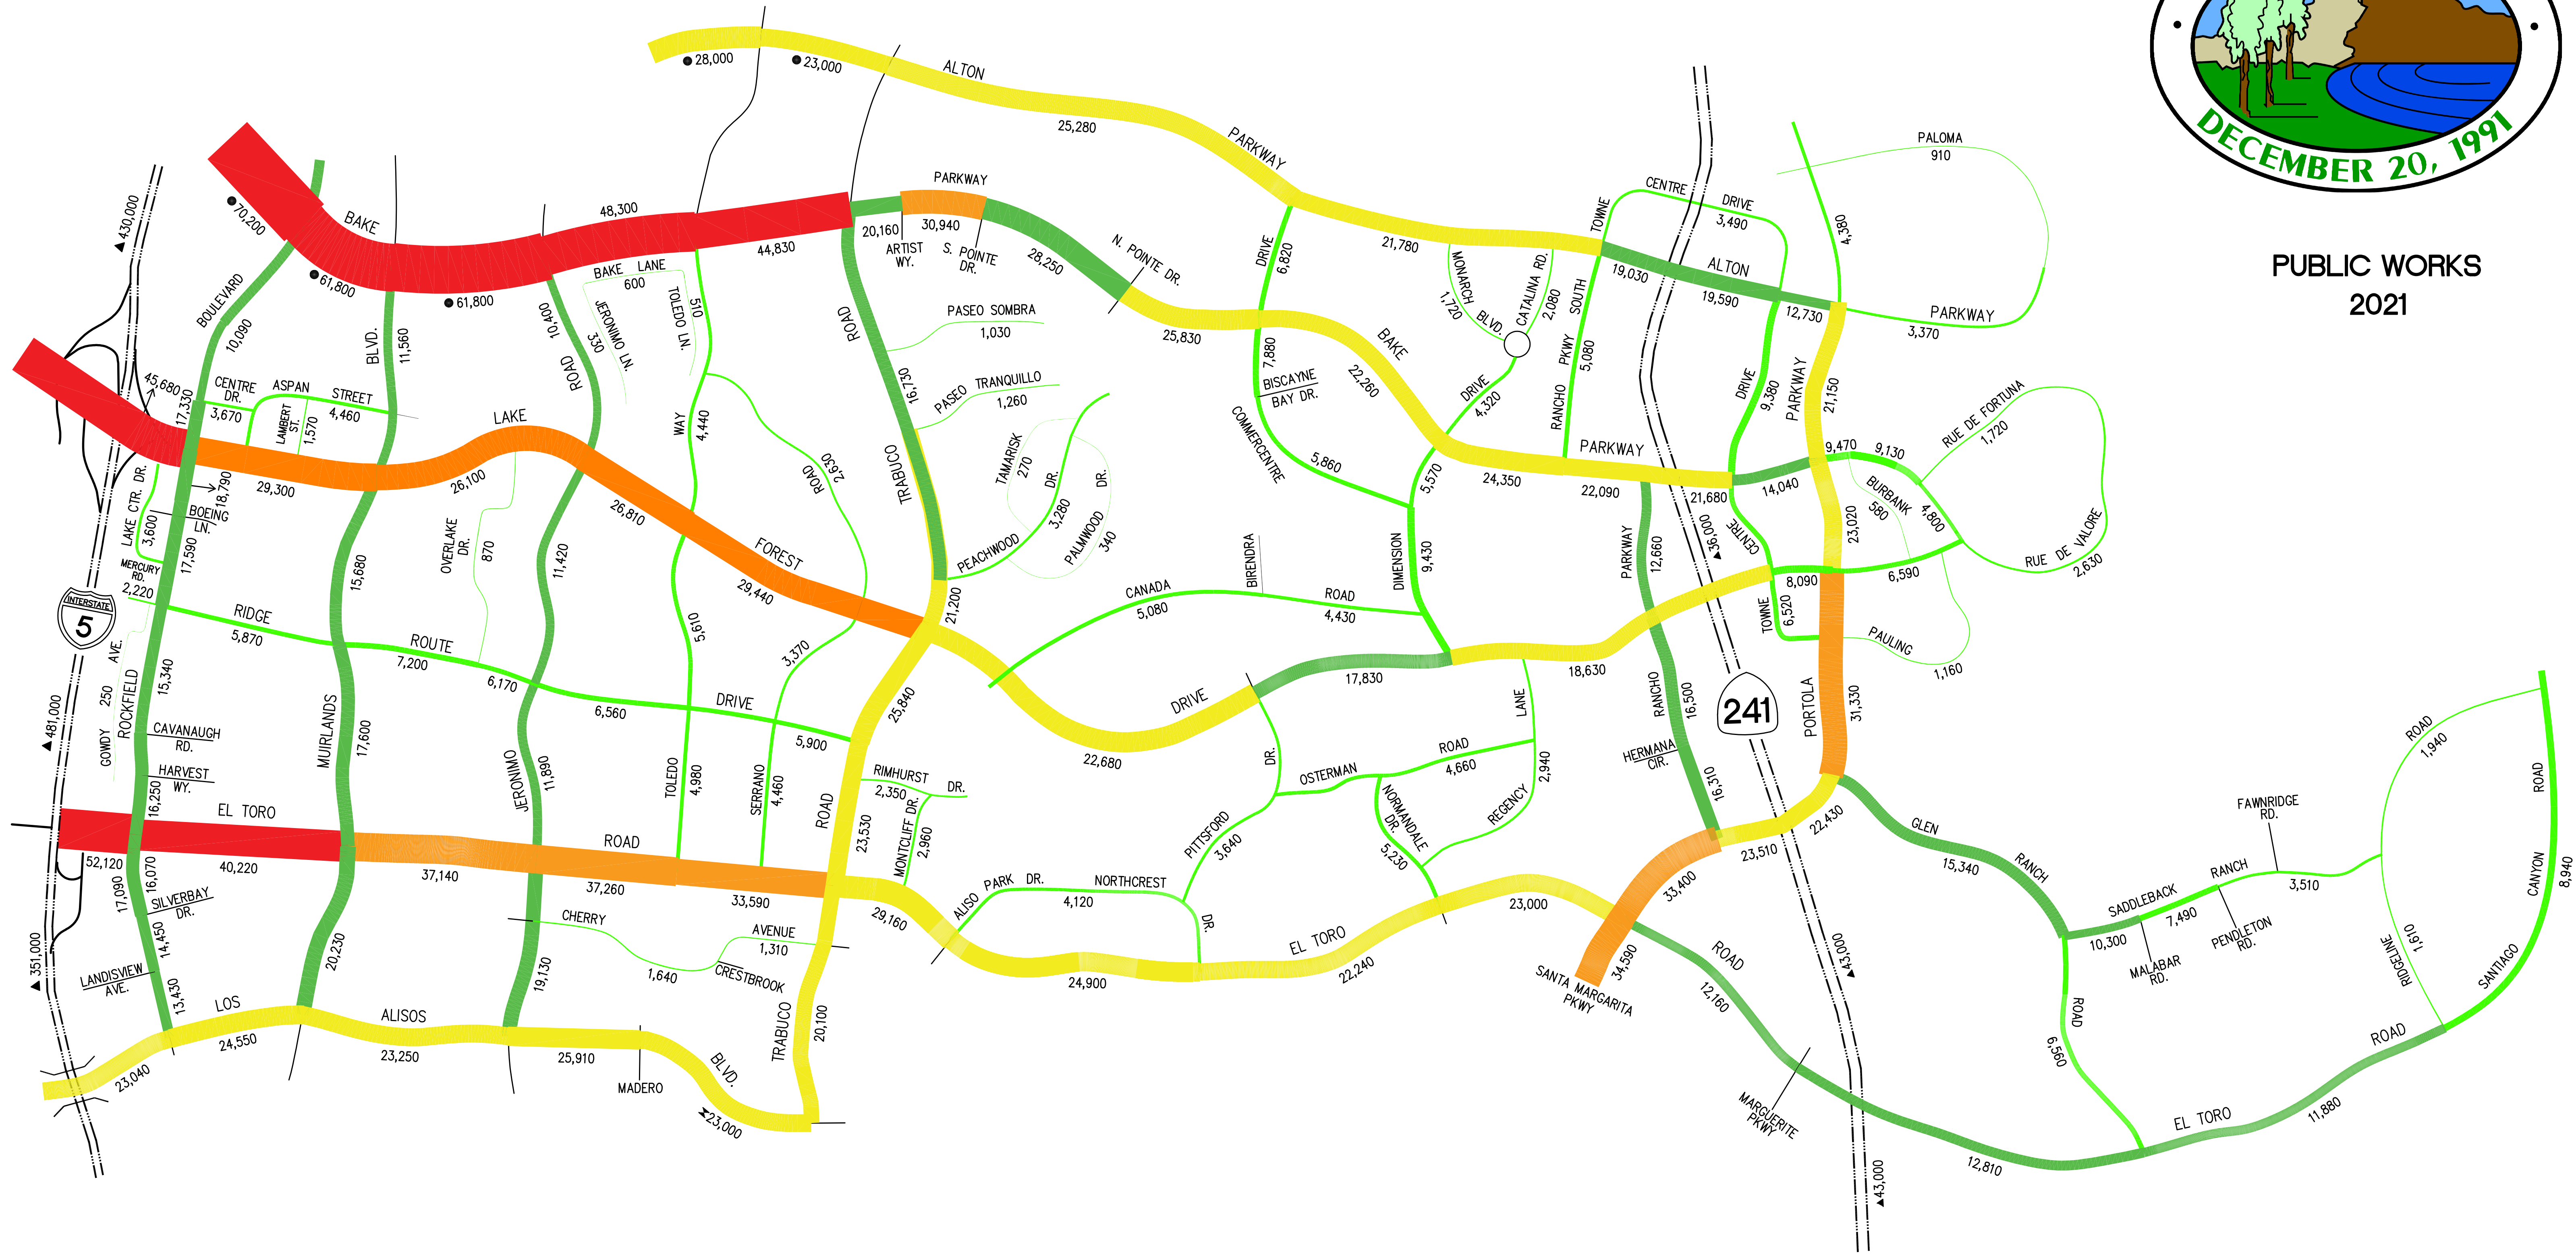 DECEMBER 20, 1991
PUBLIC WORKS
2021
28,000
23,000
ALTON
25,280
PARKWAY
21,780
TOWNE
CENTRE
DRIVE
3,490
PALOMA
910
4,380
ALTON
19,030
19,590
12,730
PARKWAY
3,370
430,000
70,200
BAKE
61,800
61,800
48,300
44,830
20,160
PARKWAY
30,940
ARTIST
WY.
S. POINTE
DR.
28,250
N. POINTE DR.
25,830
BAKE
22,260
24,350
PARKWAY
22,090
21,680
14,040
9,470
9,130
BOULEVARD
10,090
BLVD.
11,560
10,400
ROAD
BAKE LANE
600
JERONIMO LN.
330
TOLEDO LN.
510
ROAD
16,730
TRABUCO
PASEO SOMBRA
1,030
PASEO TRANQUILLO
1,260
DRIVE
6,820
7,880
BISCAYNE
BAY DR.
COMMERCENTRE
5,860
MONARCH
BLVD.
1,720
CATALINA RD.
2,080
DRIVE
4,320
5,570
RANCHO
PKWY
SOUTH
5,080
DRIVE
9,380
PARKWAY
21,150
RUE DE FORTUNA
1,720
45,680
17,330
CENTRE
DR.
3,670
ASPAN
STREET
4,460
LAMBERT
ST.
1,570
LAKE
29,300
26,100
26,810
FOREST
29,440
WAY
4,440
ROAD
2,630
TAMARISK
270
DR.
PEACHWOOD
3,280
PALMWOOD
DR.
340
LAKE CTR. DR.
3,600
18,790
BOEING
LN.
17,590
MERCURY
RD.
2,220
OVERLAKE
DR.
870
15,680
11,420
5,610
3,370
21,200
BIRENDRA
CANADA
5,080
ROAD
4,430
DIMENSION
9,430
PARKWAY
12,660
36,000
CENTRE
23,020
BURBANK
580
4,800
RUE DE VALORE
2,630
8,090
6,590
TOWNE
6,520
PAULING
1,160
INTERSTATE
5
RIDGE
5,870
ROUTE
7,200
6,170
6,560
DRIVE
5,900
GOWDY
AVE.
250
ROCKFIELD
15,340
CAVANAUGH
RD.
HARVEST
WY.
16,250
481,000
MUIRLANDS
17,600
JERONIMO
11,890
TOLEDO
4,980
SERRANO
4,460
25,840
ROAD
23,530
RIMHURST
DR.
2,350
MONTCLIFF DR.
2,960
22,680
DRIVE
17,830
18,630
DR.
PITTSFORD
3,640
OSTERMAN
ROAD
4,660
LANE
2,940
REGENCY
NORMANDALE
DR.
5,230
RANCHO
16,500
HERMANA
CIR.
16,310
241
PORTOLA
31,330
22,430
23,510
33,400
34,590
SANTA MARGARITA
PKWY
GLEN
15,340
RANCH
ROAD
6,560
SADDLEBACK
RANCH
10,300
7,490
MALABAR
RD.
PENDLETON
RD.
FAWNRIDGE
RD.
3,510
ROAD
1,940
RIDGELINE
1,610
ROAD
CANYON
8,940
SANTIAGO
EL TORO
52,120
40,220
37,140
ROAD
37,260
33,590
29,160
ALISO
PARK DR.
NORTHCREST
4,120
DR.
24,900
EL TORO
22,240
23,000
ROAD
12,160
MARGUERITE
PKWY
43,000
12,810
43,000
EL TORO
11,880
ROAD
17,090
16,070
SILVERBAY
DR.
14,450
LANDISVIEW
AVE.
13,430
351,000
20,230
19,130
CHERRY
1,640
AVENUE
1,310
CRESTBROOK
TRABUCO
20,100
23,040
LOS
24,550
ALISOS
23,250
25,910
MADERO
BLVD.
23,000